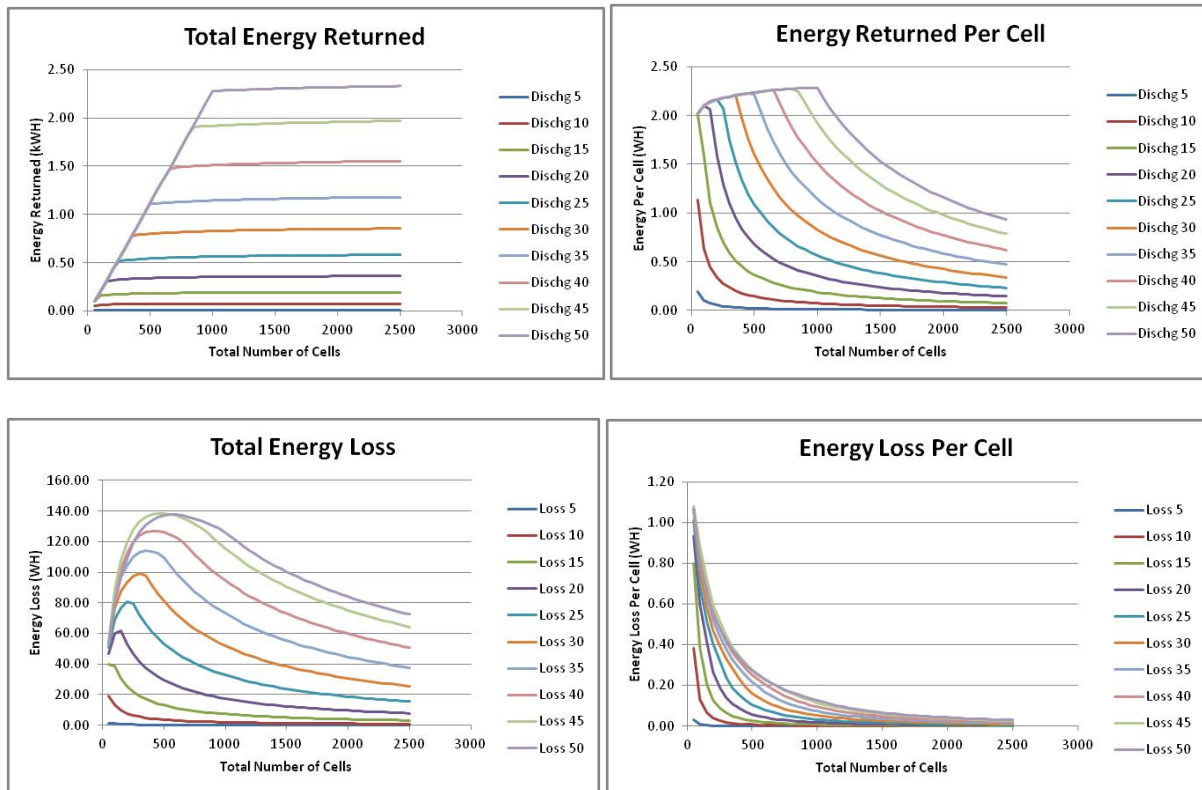 Total Energy Returned
Energy Returned (kWH)
2.50
2.00
1.50
1.00
0.50
0.00
0
500
1000
1500
2000
2500
3000
Total Number of Cells
Dischg 5
Dischg 10
Dischg 15
Dischg 20
Dischg 25
Dischg 30
Dischg 35
Dischg 40
Dischg 45
Dischg 50
Energy Returned Per Cell
Energy Per Cell (WH)
2.50
2.00
1.50
1.00
0.50
0.00
0
500
1000
1500
2000
2500
3000
Total Number of Cells
Dischg 5
Dischg 10
Dischg 15
Dischg 20
Dischg 25
Dischg 30
Dischg 35
Dischg 40
Dischg 45
Dischg 50
Total Energy Loss
Energy Loss (WH)
160.00
140.00
120.00
100.00
80.00
60.00
40.00
20.00
0.00
0
500
1000
1500
2000
2500
3000
Total Number of Cells
Loss 5
Loss 10
Loss 15
Loss 20
Loss 25
Loss 30
Loss 35
Loss 40
Loss 45
Loss 50
Energy Loss Per Cell
Energy Loss Per Cell (WH)
1.20
1.00
0.80
0.60
0.40
0.20
0.00
0
500
1000
1500
2000
2500
3000
Total Number of Cells
Loss 5
Loss 10
Loss 15
Loss 20
Loss 25
Loss 30
Loss 35
Loss 40
Loss 45
Loss 50